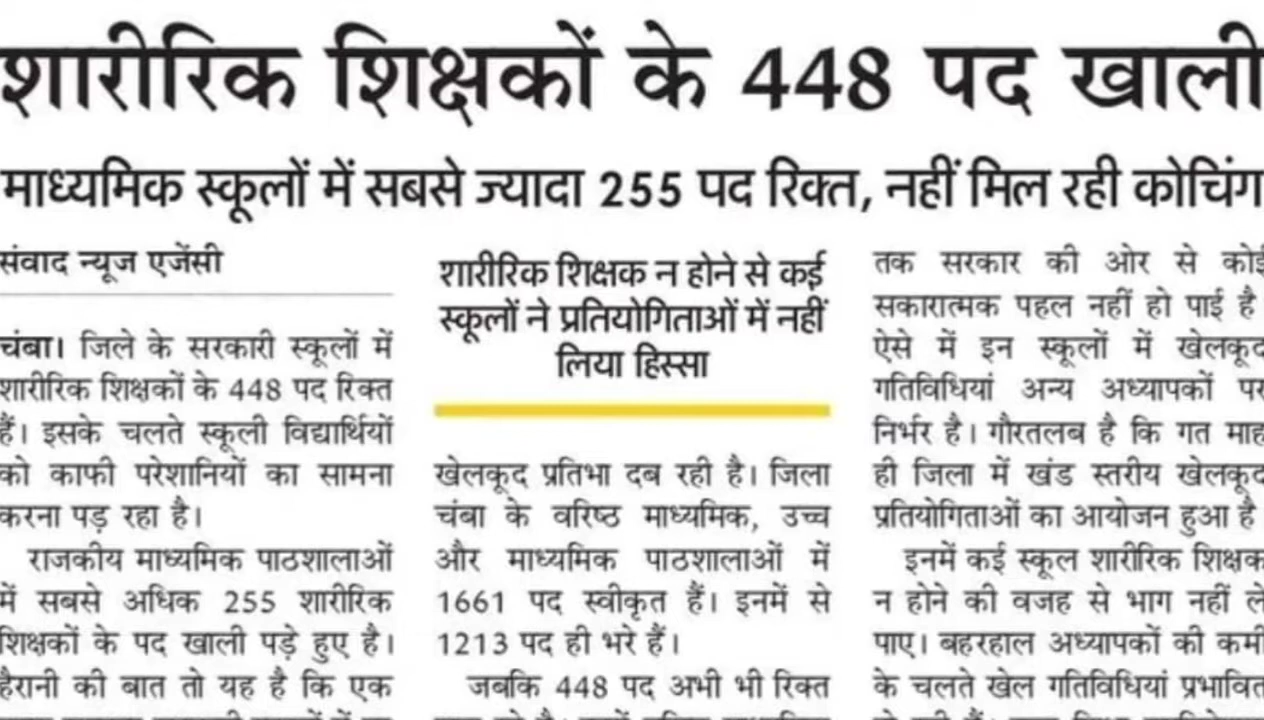 शारीरिक शिक्षकों के 448 पद खाली
माध्यमिक स्कूलों में सबसे ज्यादा 255 पद रिक्त, नहीं मिल रही कोचिंग
संवाद न्यूज एजेंसी
चंबा। जिले के सरकारी स्कूलों में
शारीरिक शिक्षकों के 448 पद रिक्त
हैं। इसके चलते स्कूली विद्यार्थियों
को काफी परेशानियों का सामना
करना पड़ रहा है।
राजकीय माध्यमिक पाठशालाओं
में सबसे अधिक 255 शारीरिक
शिक्षकों के पद खाली पड़े हुए है।
हैरानी की बात तो यह है कि एक
शारीरिक शिक्षक न होने से कई
स्कूलों ने प्रतियोगिताओं में नहीं
लिया हिस्सा
खेलकूद प्रतिभा दब रही है। जिला
चंबा के वरिष्ठ माध्यमिक, उच्च
और माध्यमिक पाठशालाओं में
1661 पद स्वीकृत हैं। इनमें से
1213 पद ही भरे हैं।
जबकि 448 पद अभी भी रिक्त
तक सरकार की ओर से कोई
सकारात्मक पहल नहीं हो पाई है
ऐसे में इन स्कूलों में खेलकूद
गतिविधियां अन्य अध्यापकों पर
निर्भर है। गौरतलब है कि गत माह
ही जिला में खंड स्तरीय खेलकूद
प्रतियोगिताओं का आयोजन हुआ है
इनमें कई स्कूल शारीरिक शिक्षक
न होने की वजह से भाग नहीं ले
पाए। बहरहाल अध्यापकों की कमी
के चलते खेल गतिविधियां प्रभावित